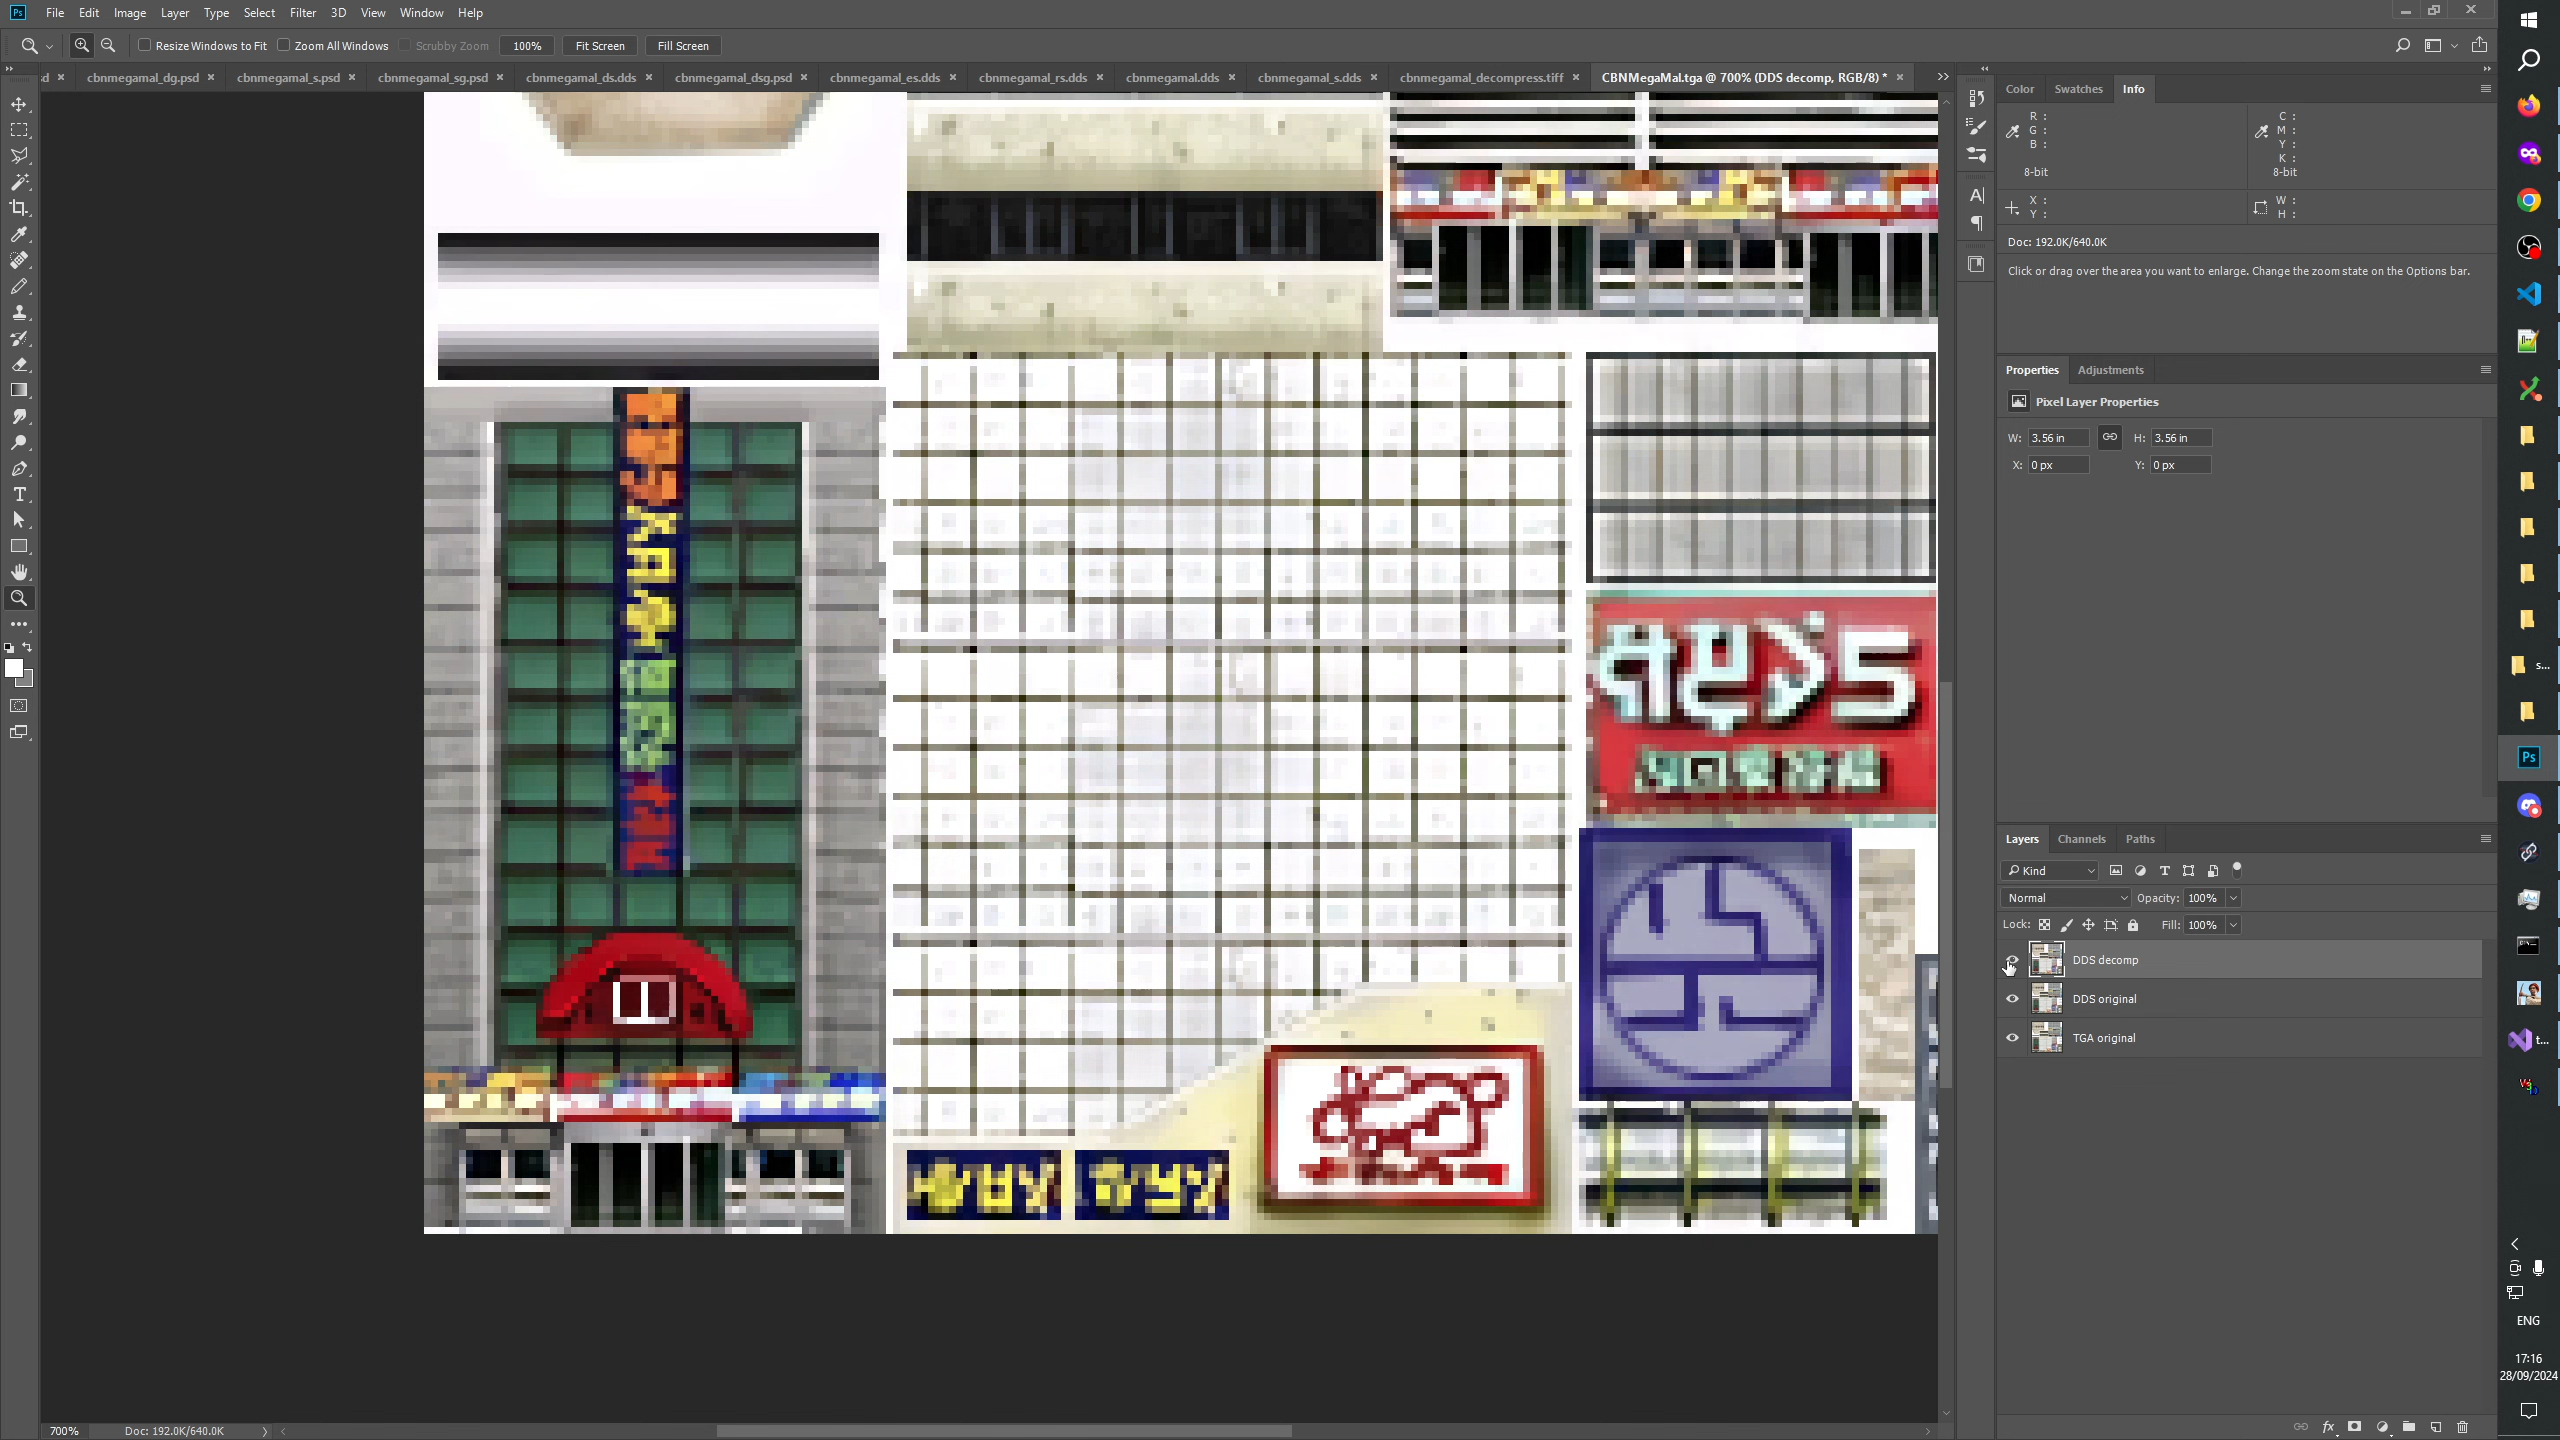 File Edit Image Layer Type Select Filter 3D View Window Help
Resize Windows to Fit Zoom All Windows Scrubby Zoom 100% Fit Screen Fill Screen
sd × cbnmegamal_dg.psd × cbnmegamal_s.psd × cbnmegamal_sg.psd × cbnmegamal_ds.dds × cbnmegamal_dsg.psd × cbnmegamal_es.dds × cbnmegamal_rs.dds × cbnmegamal.dds × cbnmegamal_s.dds × cbnmegamal_decompress.tiff × CBNMegaMal.tga @ 700% (DDS decomp, RGB/8) * ×
Color Swatches Info
R :
G :
B :
8-bit
C :
M :
Y :
K :
8-bit
X :
Y :
W :
H :
Doc: 192.0K/640.0K
Click or drag over the area you want to enlarge. Change the zoom state on the Options bar.
Properties Adjustments
Pixel Layer Properties
W: 3.56 in H: 3.56 in
X: 0 px Y: 0 px
Layers Channels Paths
Kind
Normal Opacity: 100%
Lock: Fill: 100%
DDS decomp
DDS original
TGA original
fx
700% Doc: 192.0K/640.0K
s...
Ps
t...
ENG
17:16
28/09/2024